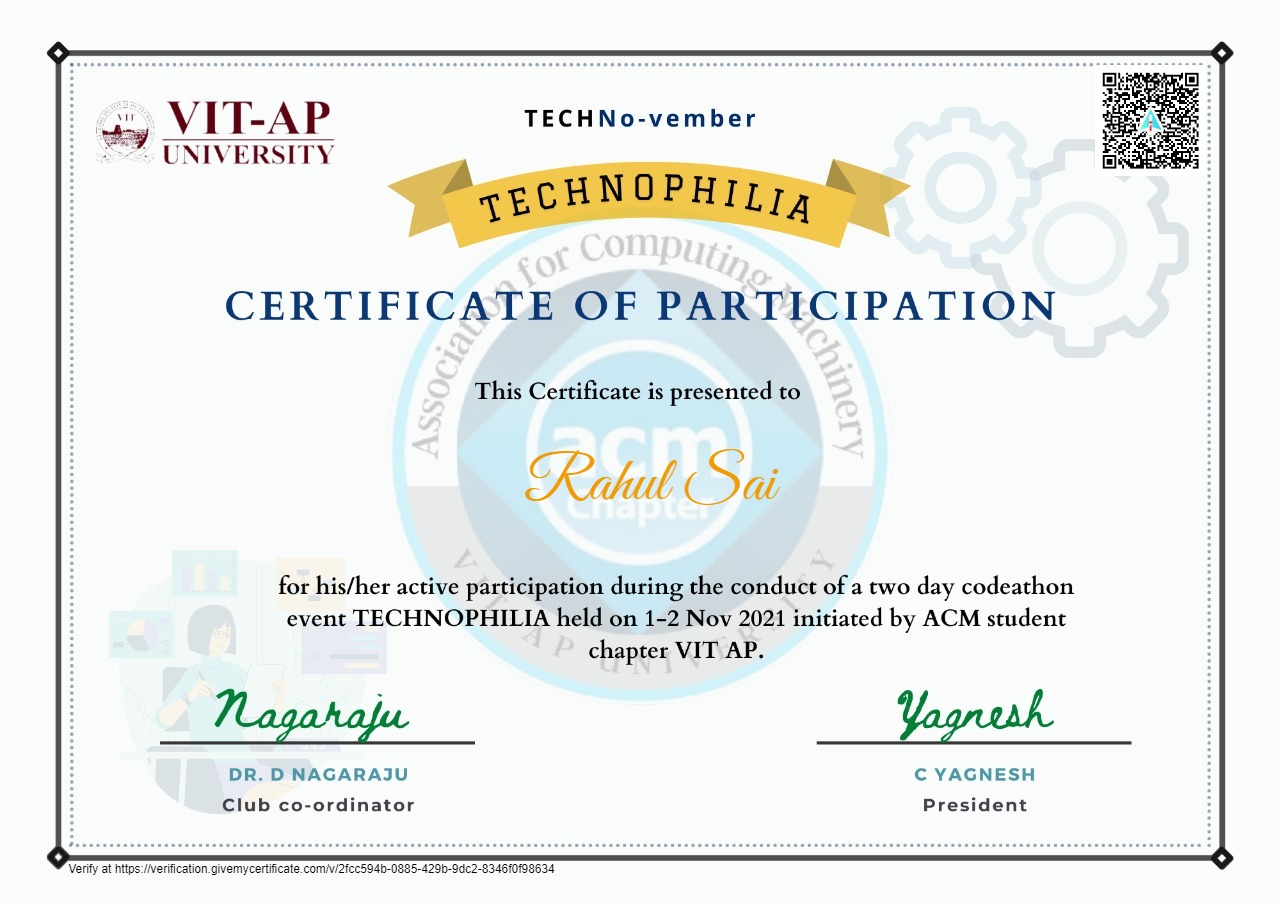 VIT
VIT-AP
UNIVERSITY
TECHNo-vember
TECHNOPHILIA
Association for Computing Machinery
CERTIFICATE OF PARTICIPATION
This Certificate is presented to
acm
Rahul Sai
Chapter
for his/her active participation during the conduct of a two day codeathon
event TECHNOPHILIA held on 1-2 Nov 2021 initiated by ACM student
chapter VIT AP.
VIT AP UNIVERSITY
Nagaraju
Yagnesh
DR. D NAGARAJU
C YAGNESH
Club co-ordinator
President
Verify at https://verification.givemycertificate.com/v/2fcc594b-0885-429b-9dc2-8346f0f98634